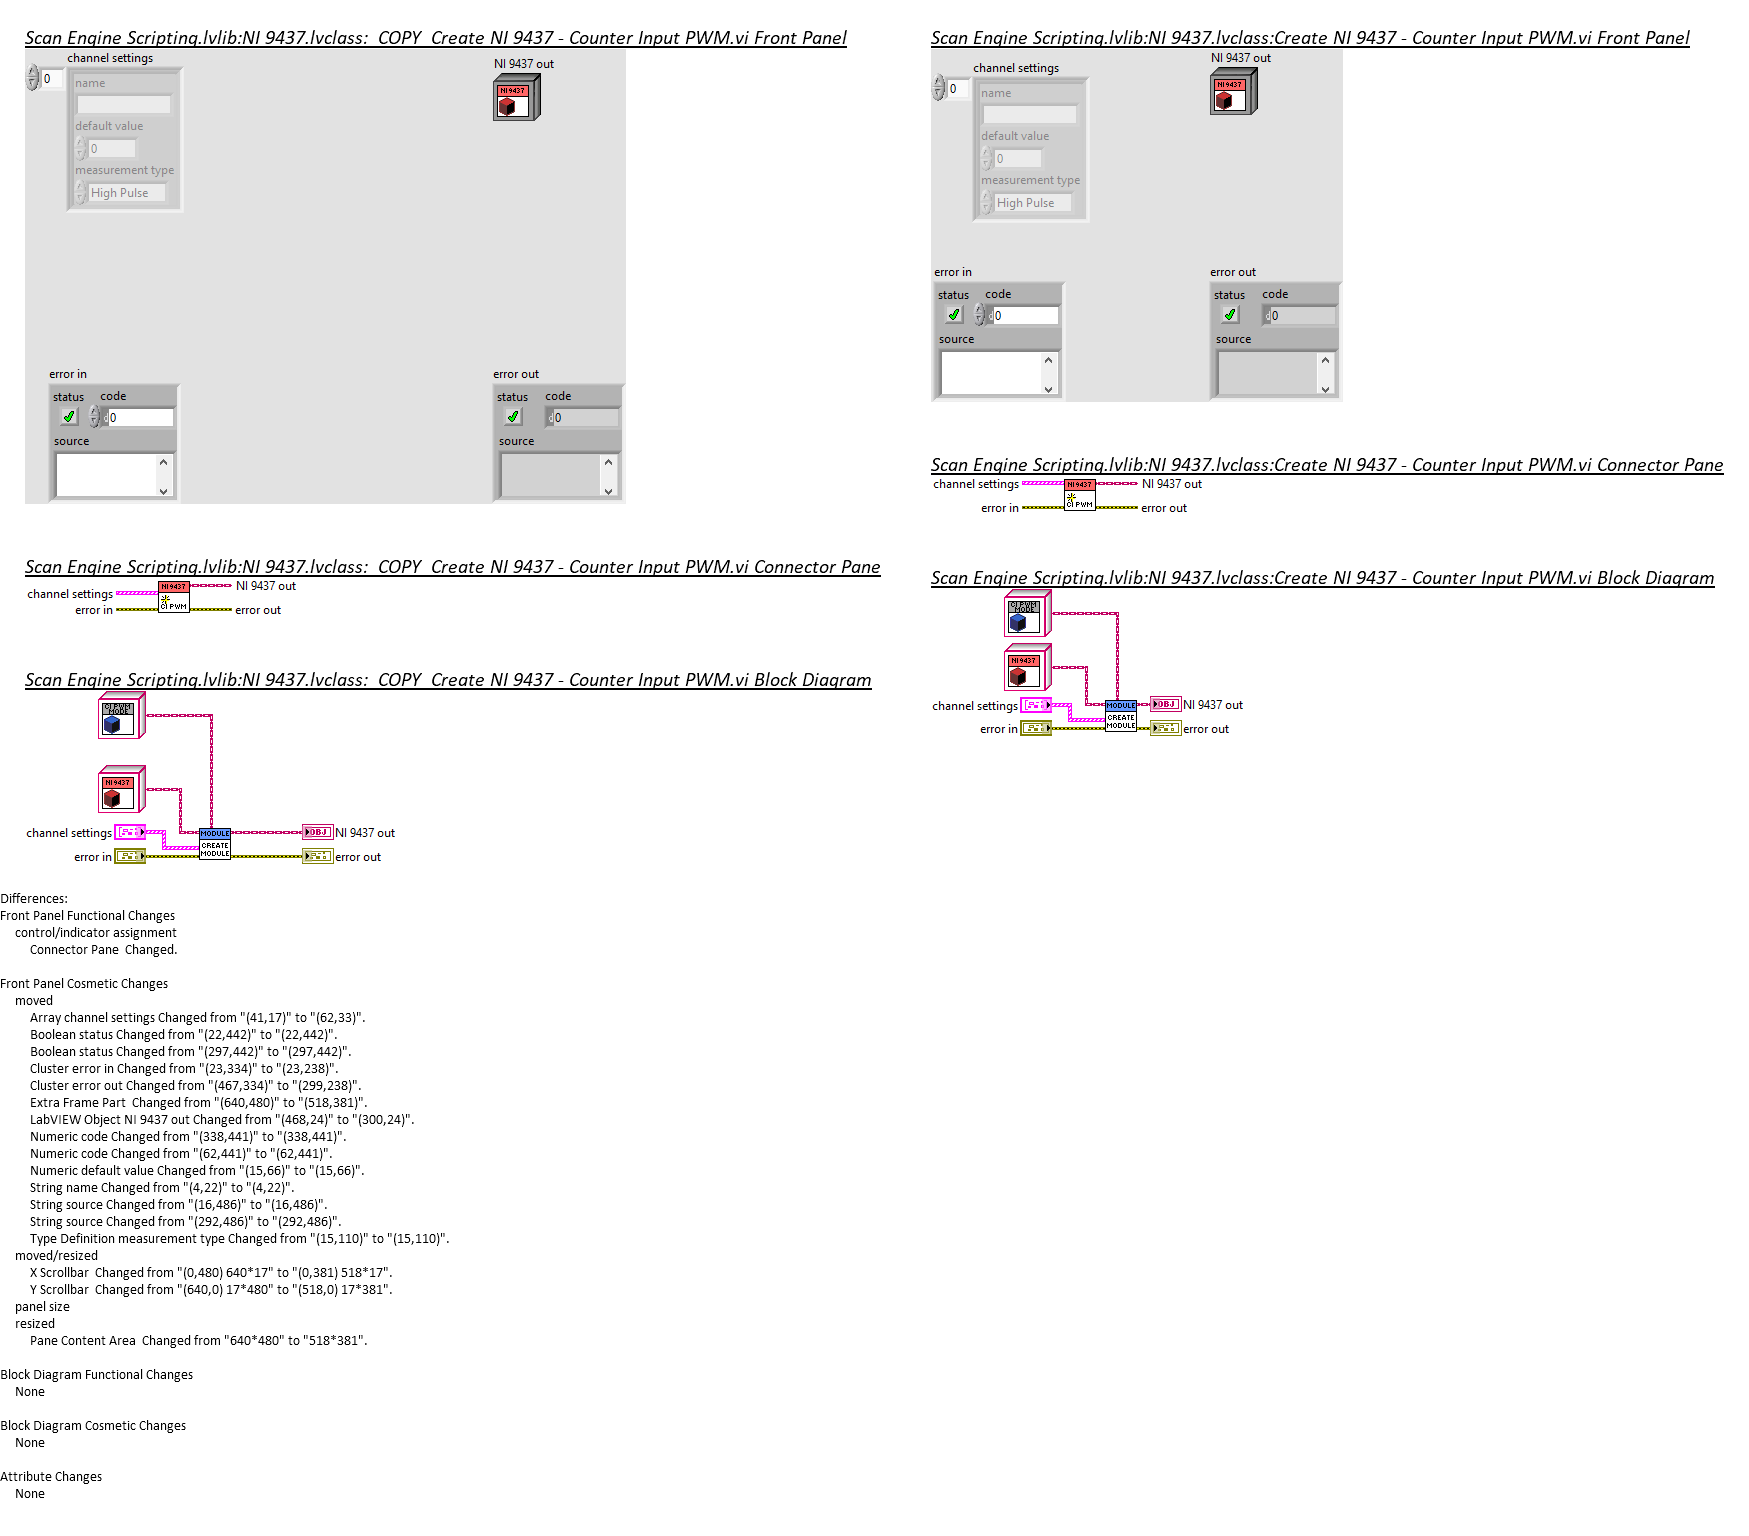 Scan Engine Scripting.lvlib:NI 9437.lvclass:  COPY  Create NI 9437 - Counter Input PWM.vi Front Panel
channel settings
0
name
default value
0
measurement type
High Pulse
NI 9437 out
NI 9437
error in
status
code
d0
source
error out
status
code
d0
source
Scan Engine Scripting.lvlib:NI 9437.lvclass:  COPY  Create NI 9437 - Counter Input PWM.vi Connector Pane
channel settings
error in
NI 9437
CI PWM
NI 9437 out
error out
Scan Engine Scripting.lvlib:NI 9437.lvclass:  COPY  Create NI 9437 - Counter Input PWM.vi Block Diagram
CI PWM
MODE
NI 9437
channel settings
error in
MODULE
CREATE
MODULE
OBJ
NI 9437 out
error out
Scan Engine Scripting.lvlib:NI 9437.lvclass:Create NI 9437 - Counter Input PWM.vi Front Panel
channel settings
0
name
default value
0
measurement type
High Pulse
NI 9437 out
NI 9437
error in
status
code
d0
source
error out
status
code
d0
source
Scan Engine Scripting.lvlib:NI 9437.lvclass:Create NI 9437 - Counter Input PWM.vi Connector Pane
channel settings
error in
NI 9437
CI PWM
NI 9437 out
error out
Scan Engine Scripting.lvlib:NI 9437.lvclass:Create NI 9437 - Counter Input PWM.vi Block Diagram
CI PWM
MODE
NI 9437
channel settings
error in
MODULE
CREATE
MODULE
OBJ
NI 9437 out
error out
Differences:
Front Panel Functional Changes
control/indicator assignment
Connector Pane  Changed.
Front Panel Cosmetic Changes
moved
Array channel settings Changed from "(41,17)" to "(62,33)".
Boolean status Changed from "(22,442)" to "(22,442)".
Boolean status Changed from "(297,442)" to "(297,442)".
Cluster error in Changed from "(23,334)" to "(23,238)".
Cluster error out Changed from "(467,334)" to "(299,238)".
Extra Frame Part  Changed from "(640,480)" to "(518,381)".
LabVIEW Object NI 9437 out Changed from "(468,24)" to "(300,24)".
Numeric code Changed from "(338,441)" to "(338,441)".
Numeric code Changed from "(62,441)" to "(62,441)".
Numeric default value Changed from "(15,66)" to "(15,66)".
String name Changed from "(4,22)" to "(4,22)".
String source Changed from "(16,486)" to "(16,486)".
String source Changed from "(292,486)" to "(292,486)".
Type Definition measurement type Changed from "(15,110)" to "(15,110)".
moved/resized
X Scrollbar  Changed from "(0,480) 640*17" to "(0,381) 518*17".
Y Scrollbar  Changed from "(640,0) 17*480" to "(518,0) 17*381".
panel size
resized
Pane Content Area  Changed from "640*480" to "518*381".
Block Diagram Functional Changes
None
Block Diagram Cosmetic Changes
None
Attribute Changes
None